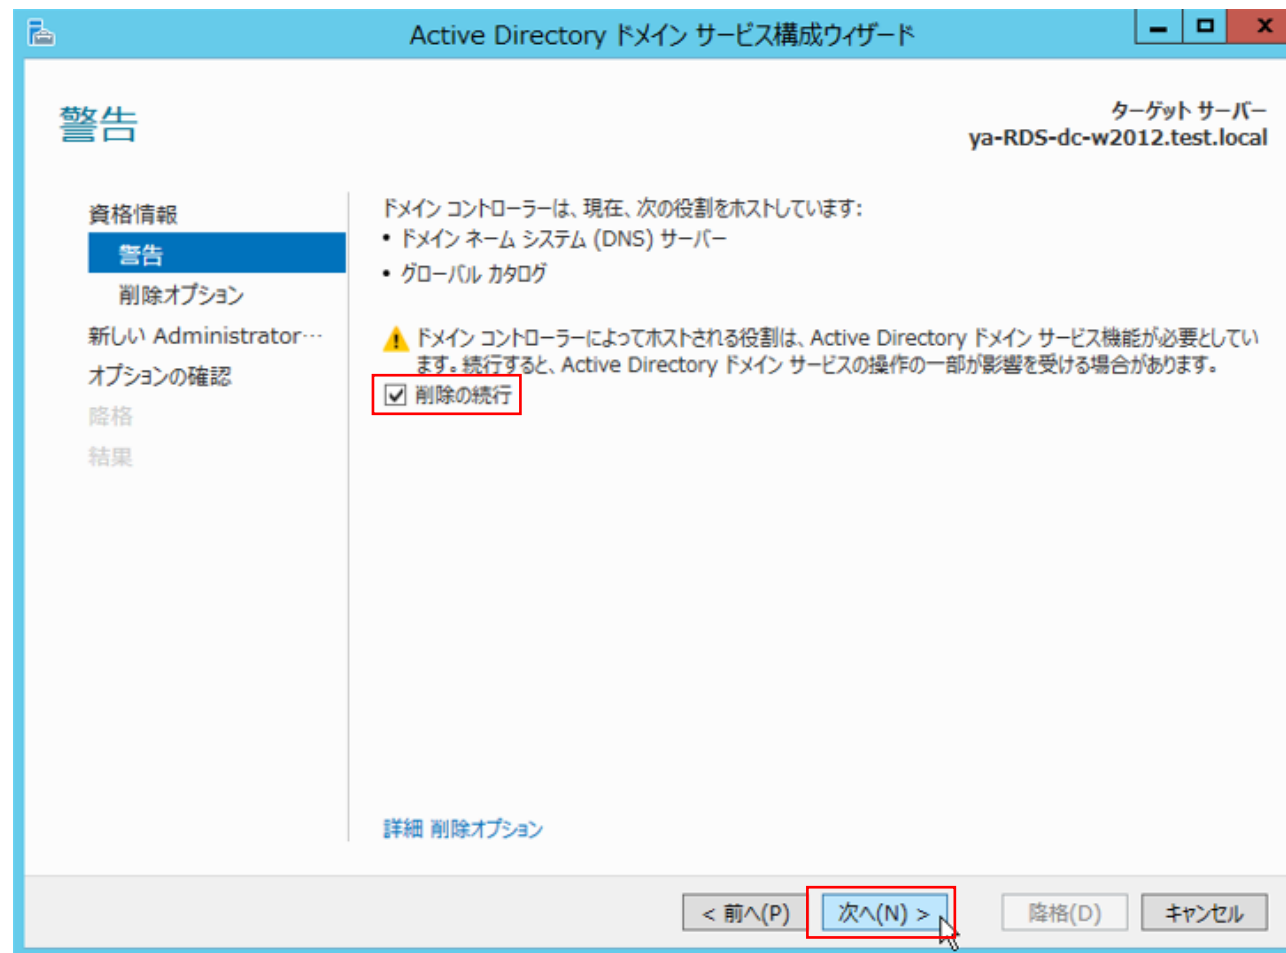 Active Directory ドメイン サービス構成ウィザード
警告
ターゲット サーバー
ya-RDS-dc-w2012.test.local
資格情報
警告
削除オプション
新しい Administrator…
オプションの確認
降格
結果
ドメイン コントローラーは、現在、次の役割をホストしています:
• ドメイン ネーム システム (DNS) サーバー
• グローバル カタログ
ドメイン コントローラーによってホストされる役割は、Active Directory ドメイン サービス機能が必要としてい
ます。続行すると、Active Directory ドメイン サービスの操作の一部が影響を受ける場合があります。
削除の続行
詳細 削除オプション
< 前へ(P)
次へ(N) >
降格(D)
キャンセル